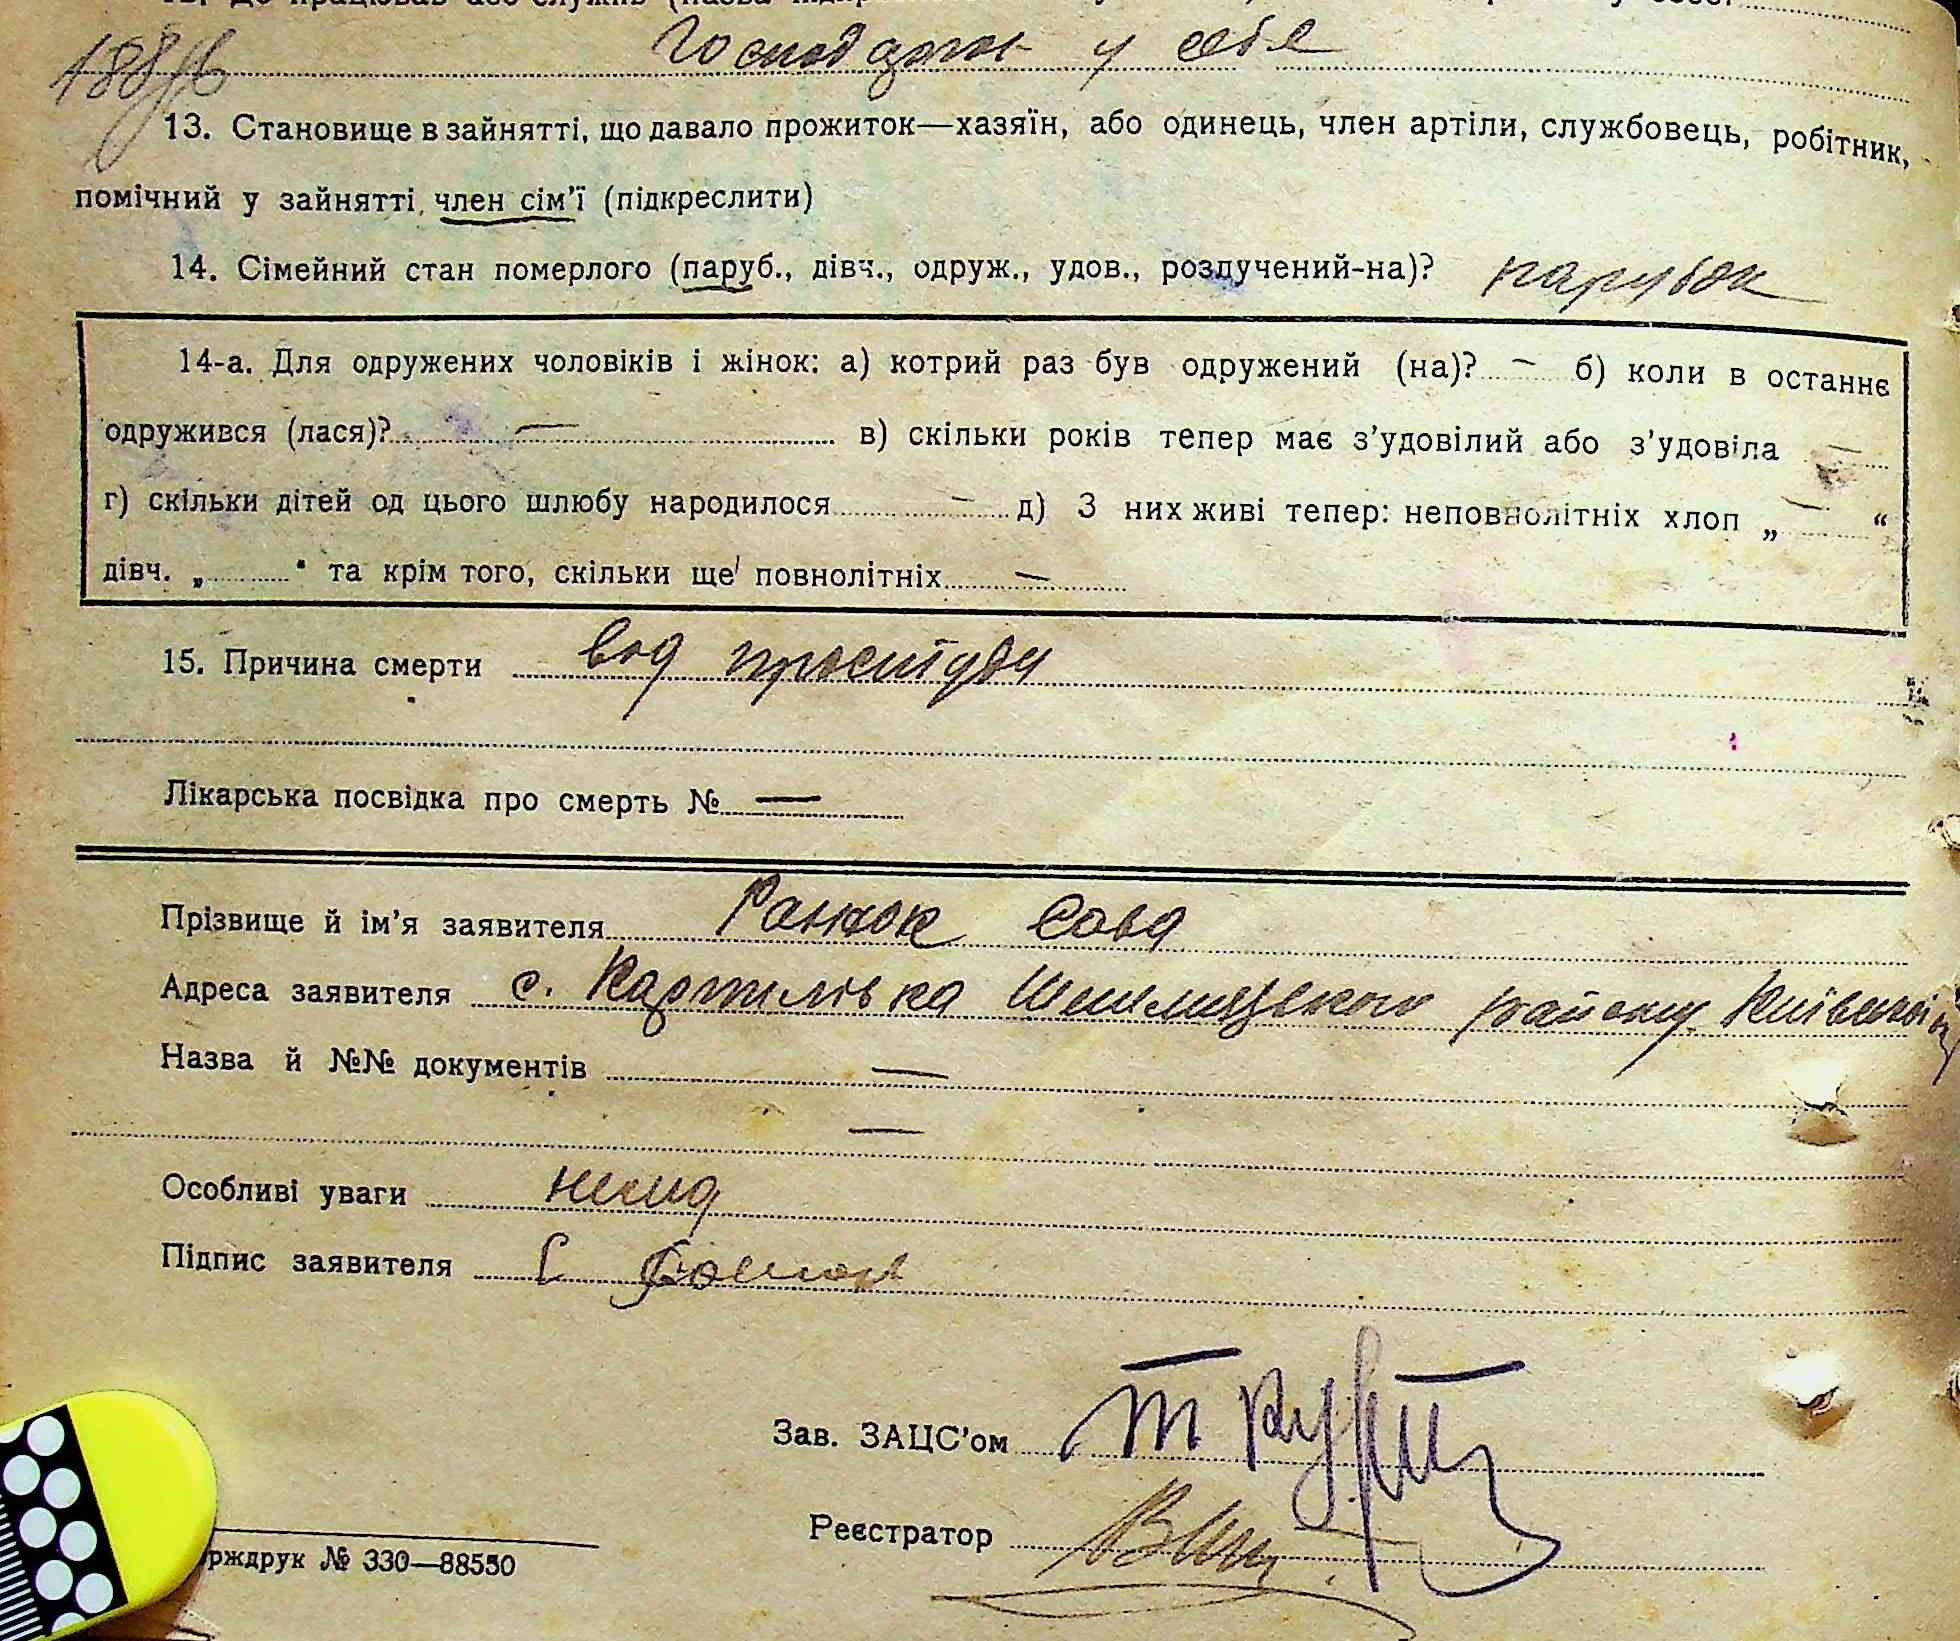 у себе
13. Становище в зайнятті, що давало прожиток—хазяїн, або одинець, член артіли, службовець, робітник,
помічний у зайнятті, член сім’ї (підкреслити)
14. Сімейний стан померлого (паруб., дівч., одруж., удов., розлучений-на)? парубок
14-а. Для одружених чоловіків і жінок: а) котрий раз був одружений (на)? — б) коли в останнє
одружився (лася)? — в) скільки років тепер має з’удовілий або з’удовіла —
г) скільки дітей од цього шлюбу народилося — д) З них живі тепер: неповнолітніх хлоп „ — “
дівч. „ “ та крім того, скільки ще повнолітніх —
15. Причина смерти від простуди
Лікарська посвідка про смерть № —
Прізвище й ім’я заявителя Сава
Адреса заявителя с. Карпилівка району
Назва й №№ документів —
—
Особливі уваги нема
Підпис заявителя
Зав. ЗАЦС’ом
Реєстратор
рждрук № 330—88550